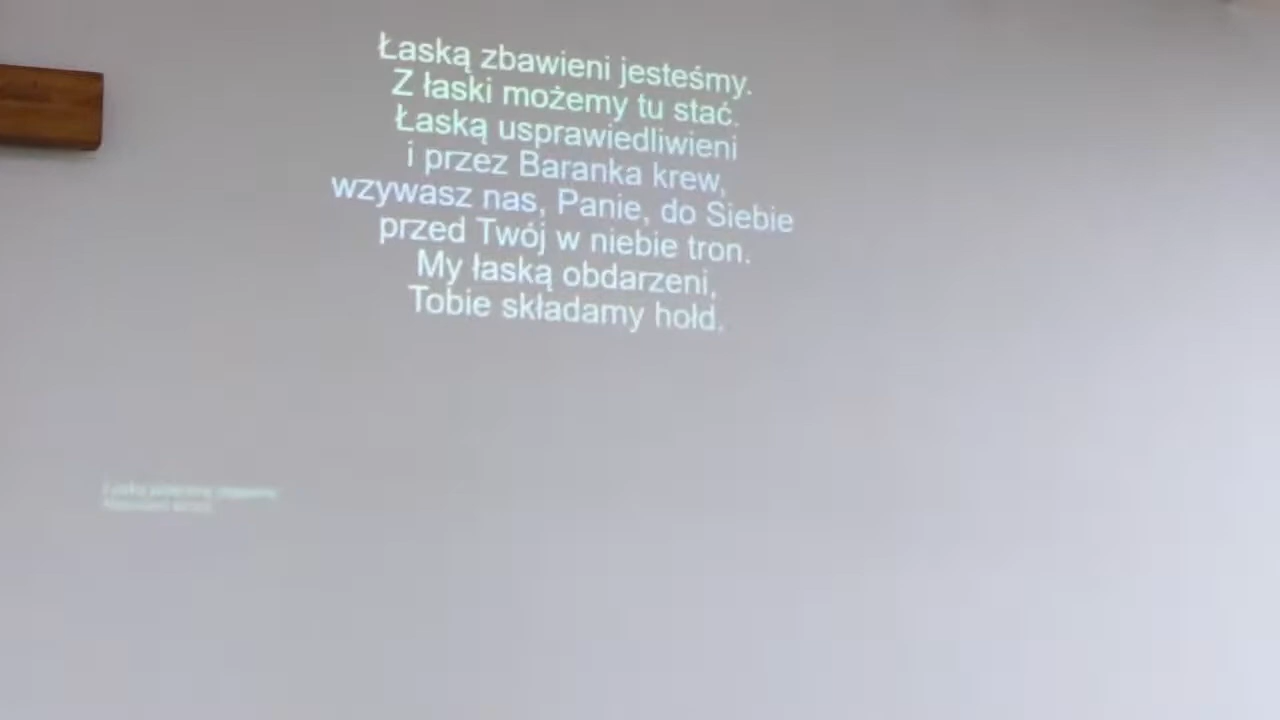 Łaską zbawieni jesteśmy.
Z łaski możemy tu stać.
Łaską usprawiedliwieni
i przez Baranka krew,
wzywasz nas, Panie, do Siebie
przed Twój w niebie tron.
My łaską obdarzeni,
Tobie składamy hołd.